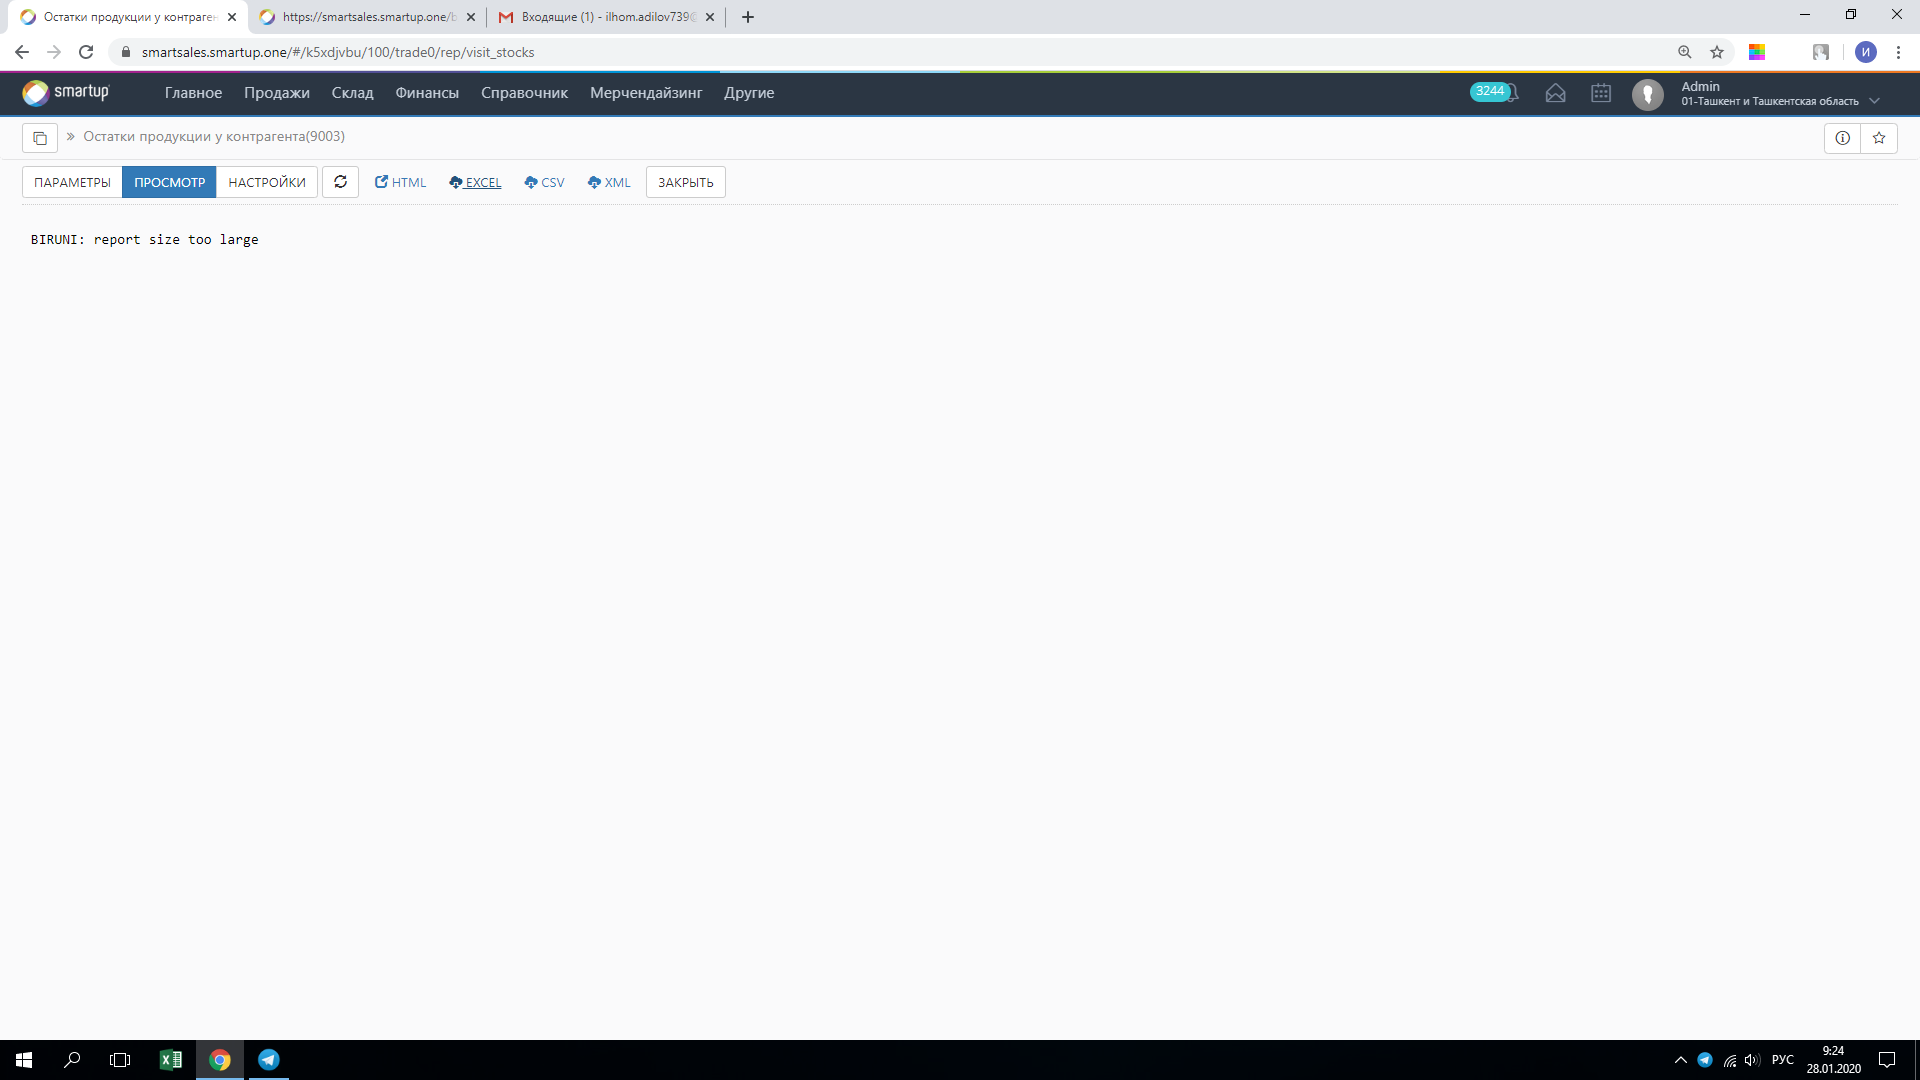 Остатки продукции у контраген
https://smartsales.smartup.one/b
Входящие (1) - ilhom.adilov739@
smartsales.smartup.one/#/k5xdjvbu/100/trade0/rep/visit_stocks
И
smartup
Главное
Продажи
Склад
Финансы
Справочник
Мерчендайзинг
Другие
3244
Admin
01-Ташкент и Ташкентская область
» Остатки продукции у контрагента(9003)
ПАРАМЕТРЫ
ПРОСМОТР
НАСТРОЙКИ
HTML
EXCEL
CSV
XML
ЗАКРЫТЬ
BIRUNI: report size too large
РУС
9:24
28.01.2020